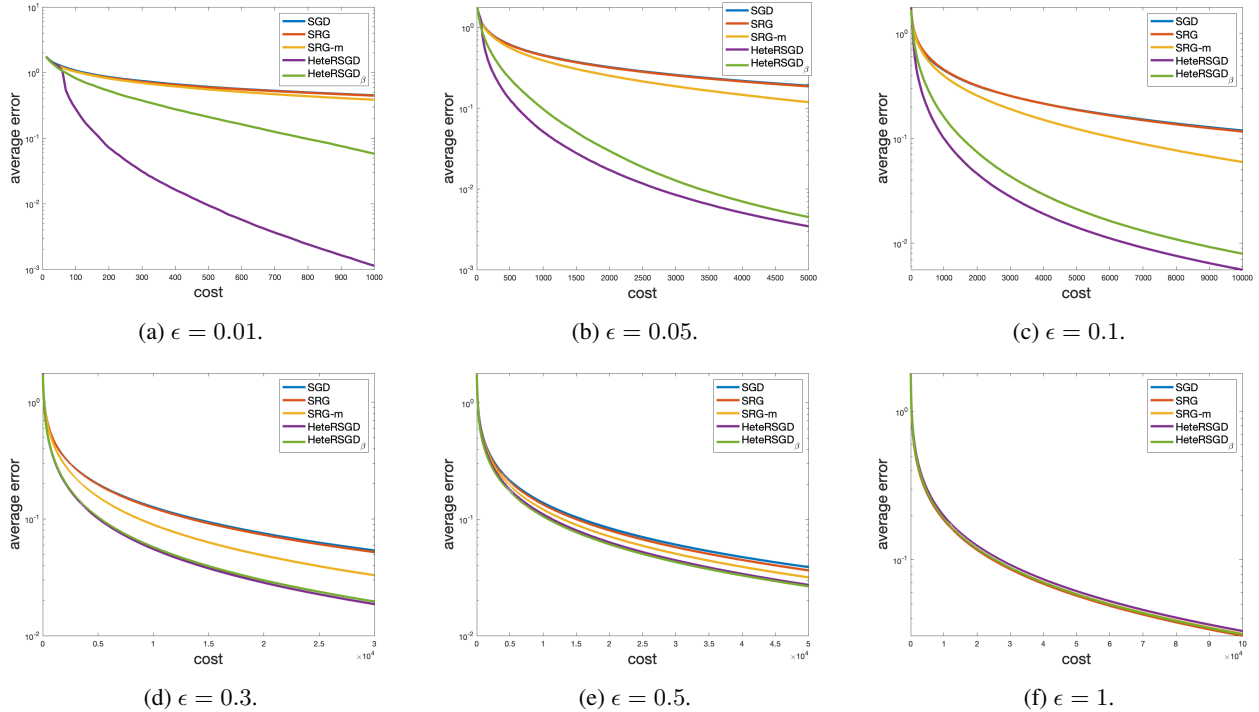 10^1
10^0
10^-1
10^-2
10^-3
average error
0 100 200 300 400 500 600 700 800 900 1000
cost
SGD
SRG
SRG-m
HeteRSGD
HeteRSGD_β
(a) ϵ = 0.01.
10^0
10^-1
10^-2
10^-3
average error
0 500 1000 1500 2000 2500 3000 3500 4000 4500 5000
cost
SGD
SRG
SRG-m
HeteRSGD
HeteRSGD_β
(b) ϵ = 0.05.
10^0
10^-1
10^-2
average error
0 1000 2000 3000 4000 5000 6000 7000 8000 9000 10000
cost
SGD
SRG
SRG-m
HeteRSGD
HeteRSGD_β
(c) ϵ = 0.1.
10^0
10^-1
10^-2
average error
0 0.5 1 1.5 2 2.5 3
×10^4
cost
SGD
SRG
SRG-m
HeteRSGD
HeteRSGD_β
(d) ϵ = 0.3.
10^0
10^-1
10^-2
average error
0 0.5 1 1.5 2 2.5 3 3.5 4 4.5 5
×10^4
cost
SGD
SRG
SRG-m
HeteRSGD
HeteRSGD_β
(e) ϵ = 0.5.
10^0
10^-1
average error
0 1 2 3 4 5 6 7 8 9 10
×10^4
cost
SGD
SRG
SRG-m
HeteRSGD
HeteRSGD_β
(f) ϵ = 1.